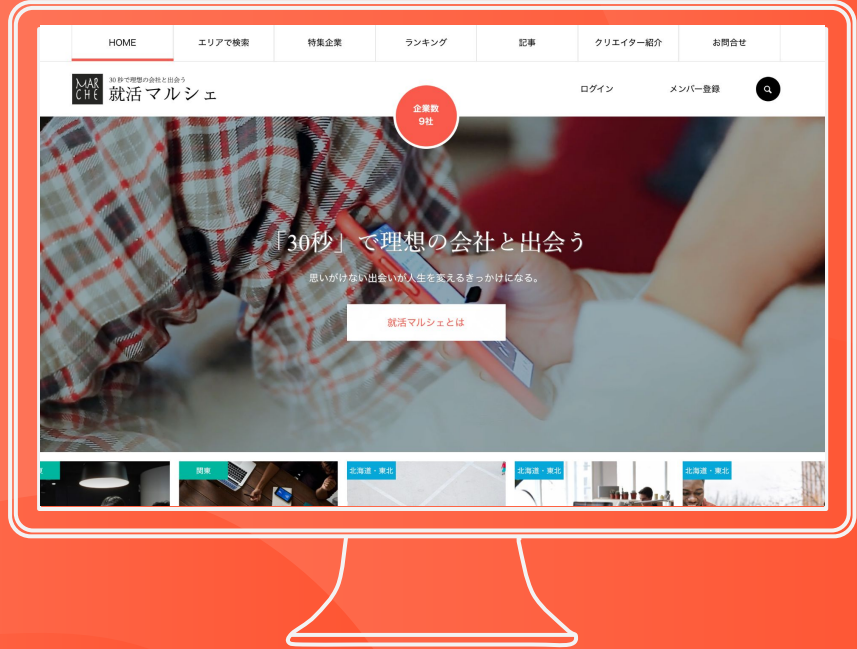 HOME
エリアで検索
特集企業
ランキング
記事
クリエイター紹介
お問合せ
MAR
CHE
30秒で理想の会社と出会う
就活マルシェ
企業数
9社
ログイン
メンバー登録
「30秒」で理想の会社と出会う
思いがけない出会いが人生を変えるきっかけになる。
就活マルシェとは
関東
北海道・東北
北海道・東北
北海道・東北